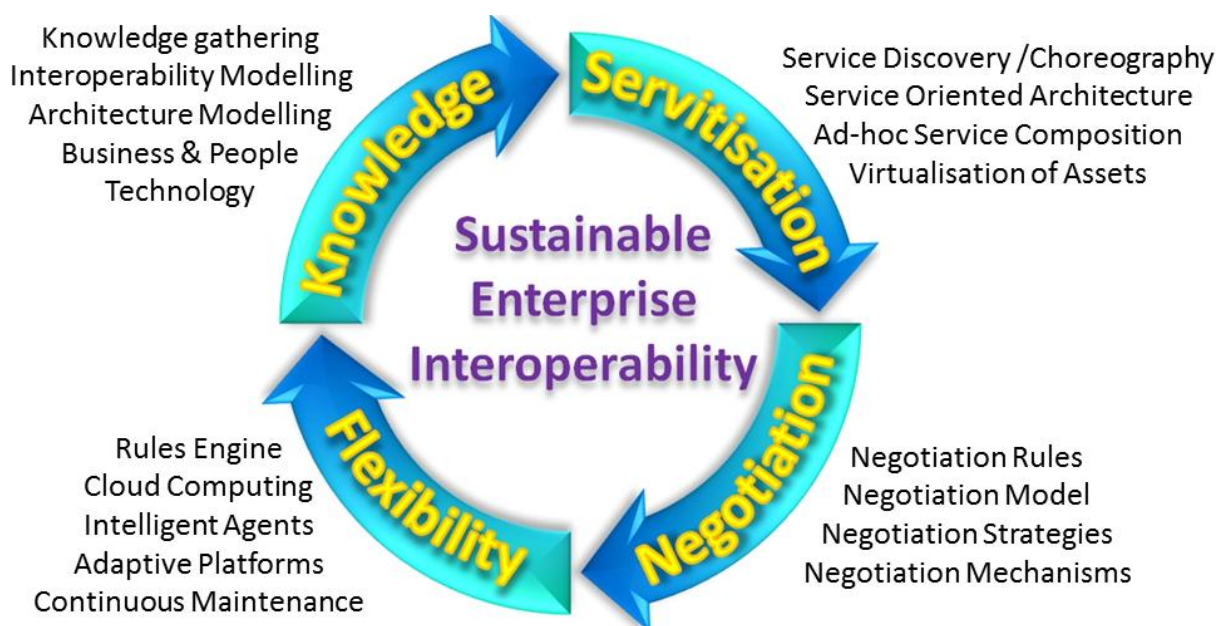 Knowledge gathering
Interoperability Modelling
Architecture Modelling
Business & People
Technology
Knowledge
Servitisation
Service Discovery /Choreography
Service Oriented Architecture
Ad-hoc Service Composition
Virtualisation of Assets
Sustainable
Enterprise
Interoperability
Rules Engine
Cloud Computing
Intelligent Agents
Adaptive Platforms
Continuous Maintenance
Flexibility
Negotiation
Negotiation Rules
Negotiation Model
Negotiation Strategies
Negotiation Mechanisms